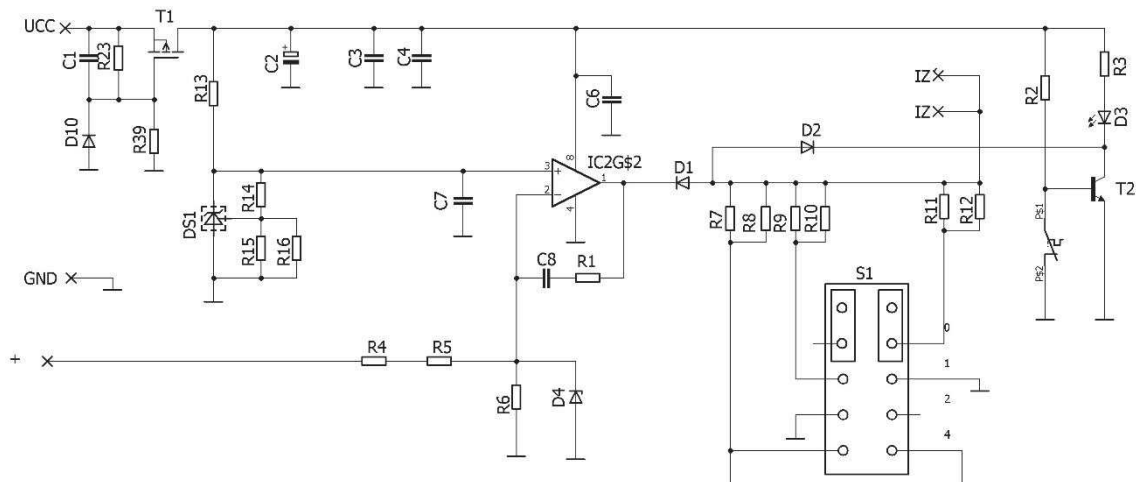 T1
UCC
C1
R23
R13
C2
+
C3
C4
C6
IZ
IZ
R2
R3
D3
D10
R39
D2
8
IC2G$2
3
+
1
2
-
4
D1
R14
DS1
R15
R16
C7
R7
R8
R9
R10
R11
R12
T2
P$1
P$2
C8
R1
GND
S1
0
1
2
4
+
R4
R5
R6
D4